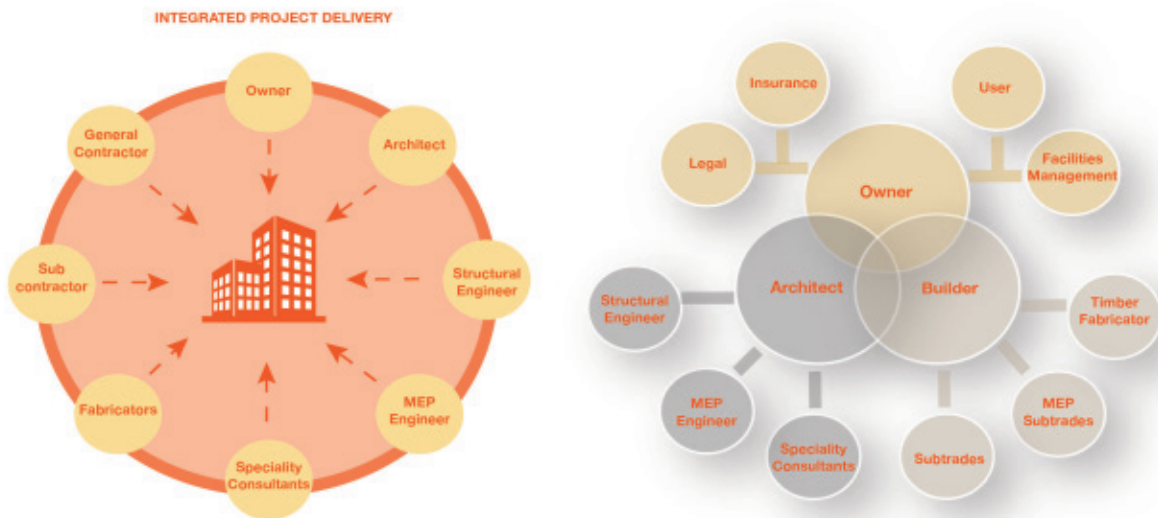 INTEGRATED PROJECT DELIVERY
Owner
General
Contractor
Architect
Sub
contractor
Structural
Engineer
Fabricators
MEP
Engineer
Speciality
Consultants
Insurance
User
Legal
Facilities
Management
Owner
Architect
Builder
Structural
Engineer
Timber
Fabricator
MEP
Engineer
MEP
Subtrades
Speciality
Consultants
Subtrades